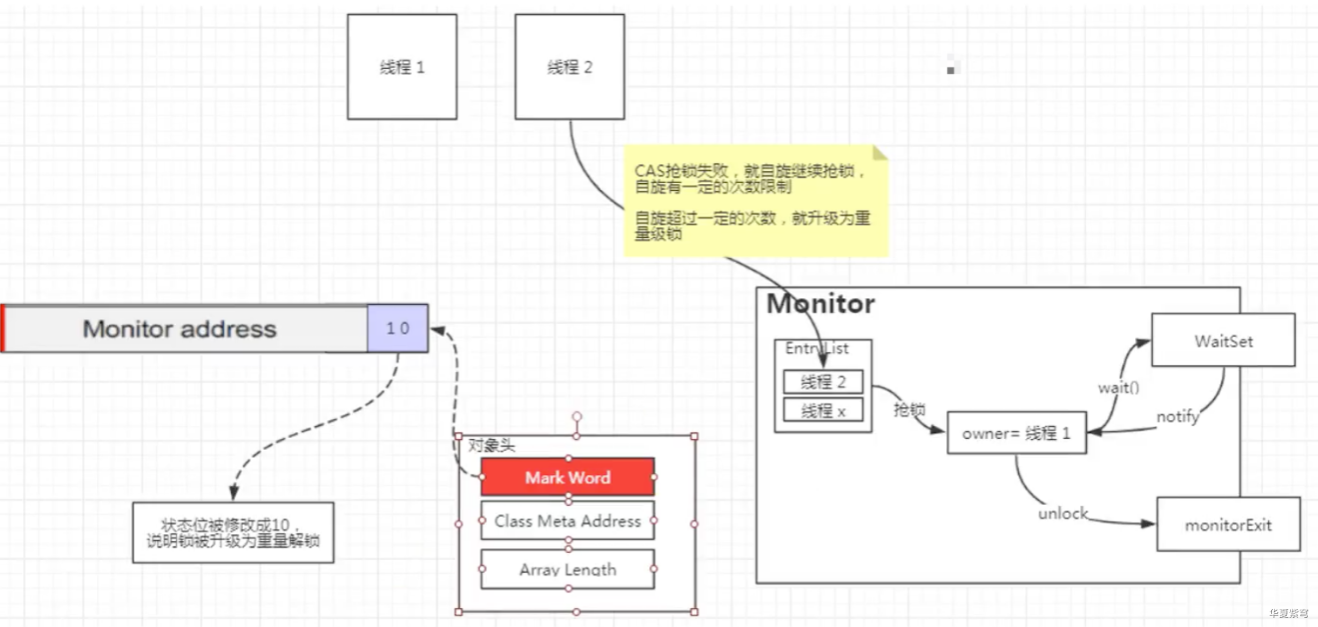 线程 1
线程 2
CAS抢锁失败，就自旋继续抢锁，
自旋有一定的次数限制
自旋超过一定的次数，就升级为重
量级锁
Monitor address
1 0
状态位被修改成10，
说明锁被升级为重量解锁
对象头
Mark Word
Class Meta Address
Array Length
Monitor
EntryList
线程 2
线程 x
抢锁
owner= 线程 1
WaitSet
wait()
notify
unlock
monitorExit
华夏紫穹